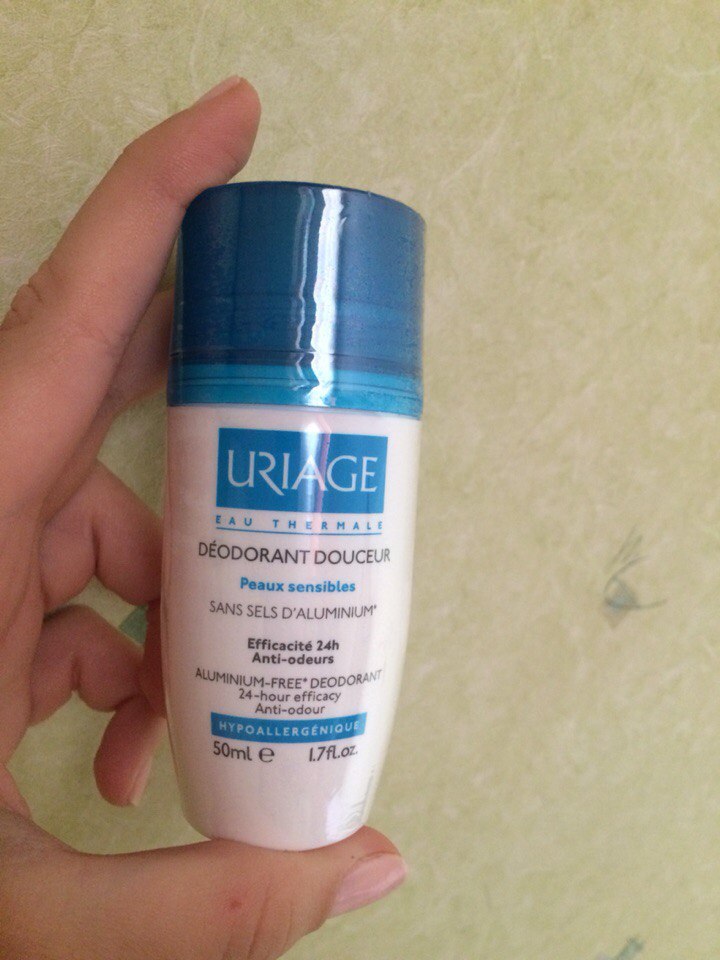 URIAGE
EAU THERMALE
DÉODORANT DOUCEUR
Peaux sensibles
SANS SELS D'ALUMINIUM*
Efficacité 24h
Anti-odeurs
ALUMINIUM-FREE* DEODORANT
24-hour efficacy
Anti-odour
HYPOALLERGÉNIQUE
50ml ℮ 1.7fl.oz.